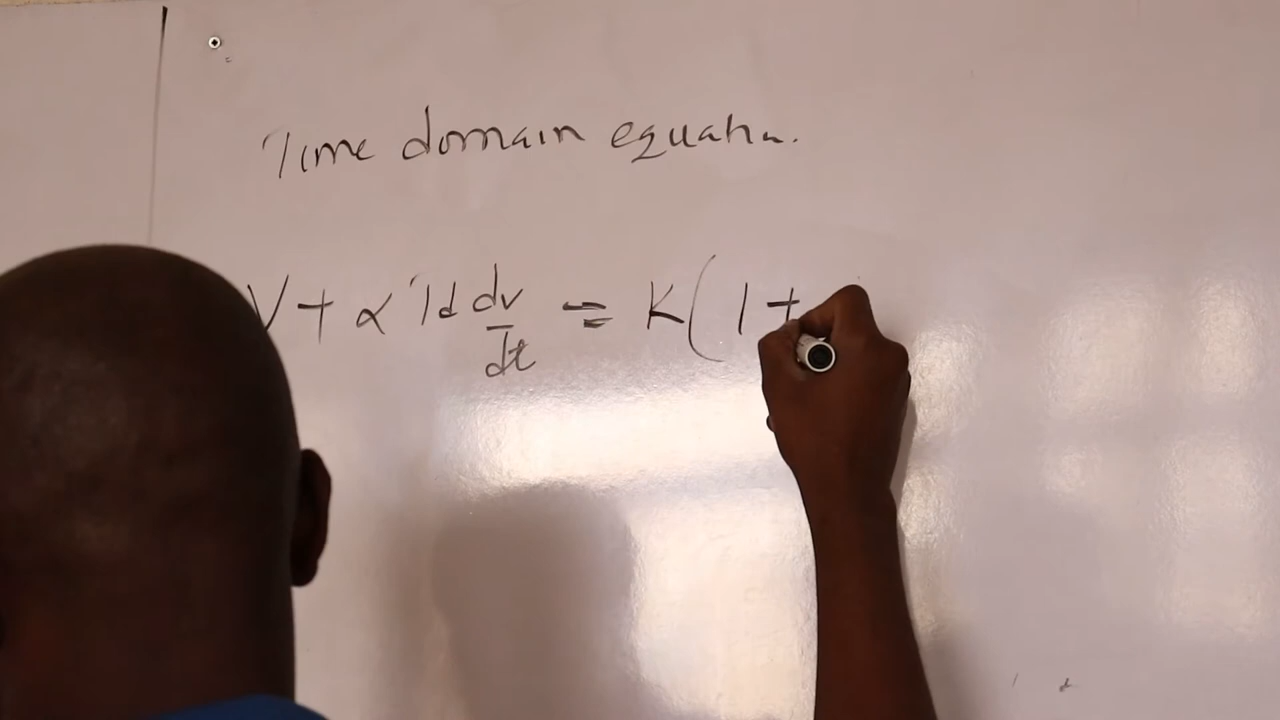 Time domain equatn.
V + α Td dv/dt = K(1 +